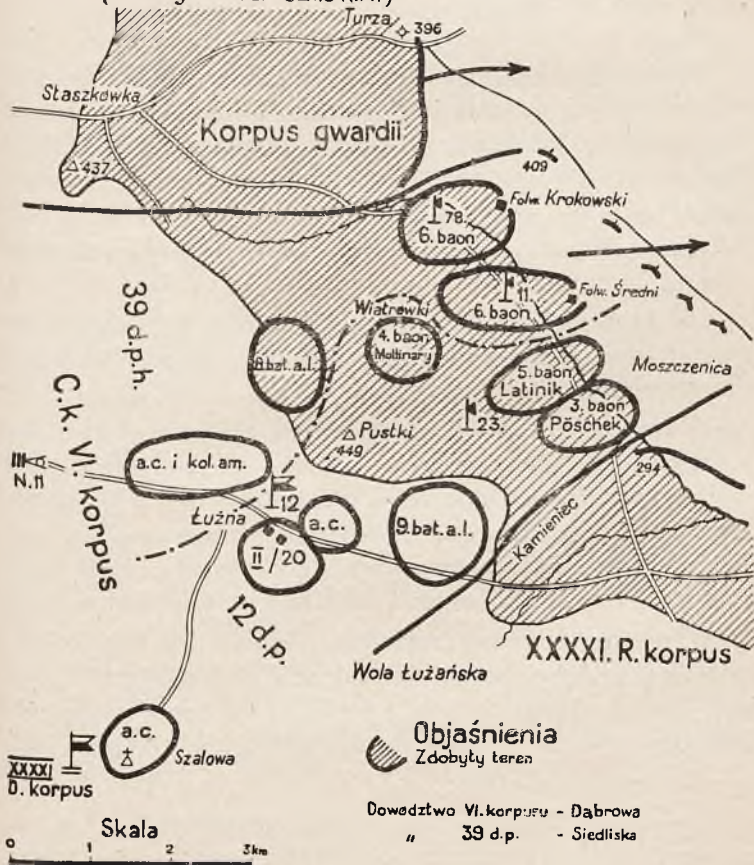 Turza
396
Staszkówka
Korpus gwardii
437
409
Folw. Krokowski
78.
6. baon
11.
6. baon
Folw. Średni
Wiatrówki
4. baon
Mollinary
39 d.p.h.
8 bat. a.l.
5. baon
Latinik
Moszczenica
3. baon
Pöschek
23.
Pustki
449
294
C.k. VI. korpus
a.c. i kol. am.
N.11
12
Łużna
a.c.
9. bat. a.l.
Kamieniec
II/20
12 d.p.
XXXXI. R. korpus
Wola Łużańska
a.c.
Szalowa
XXXXI
D. korpus
Objaśnienia
Zdobyty teren
Dowództwo VI. korpusu - Dąbrowa
" 39 d.p. - Siedliska
Skala
0 1 2 3km